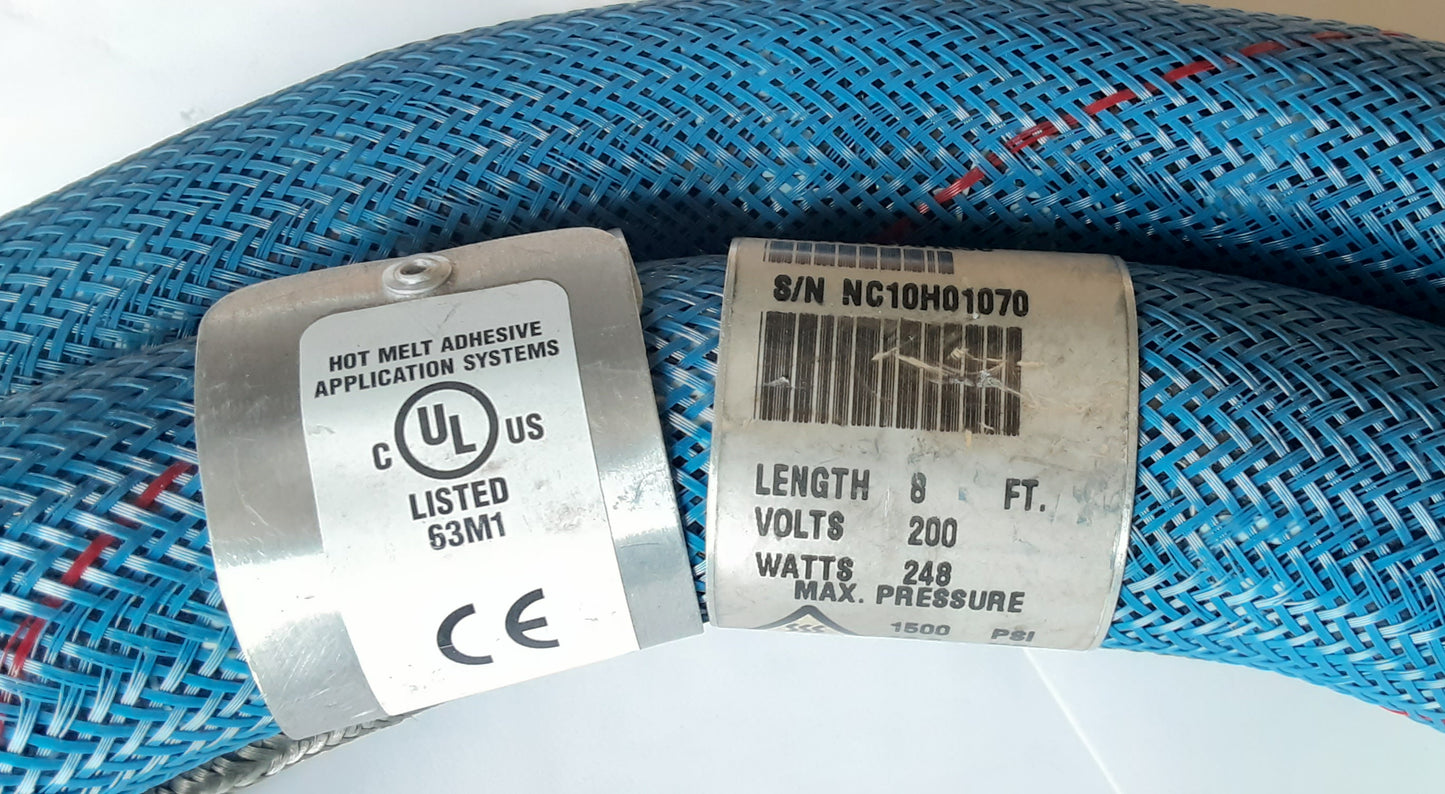 HOT MELT ADHESIVE
APPLICATION SYSTEMS
C UL US
LISTED
63M1
CE
S/N NC10H01070
LENGTH 8 FT.
VOLTS 200
WATTS 248
MAX. PRESSURE
1500 PSI